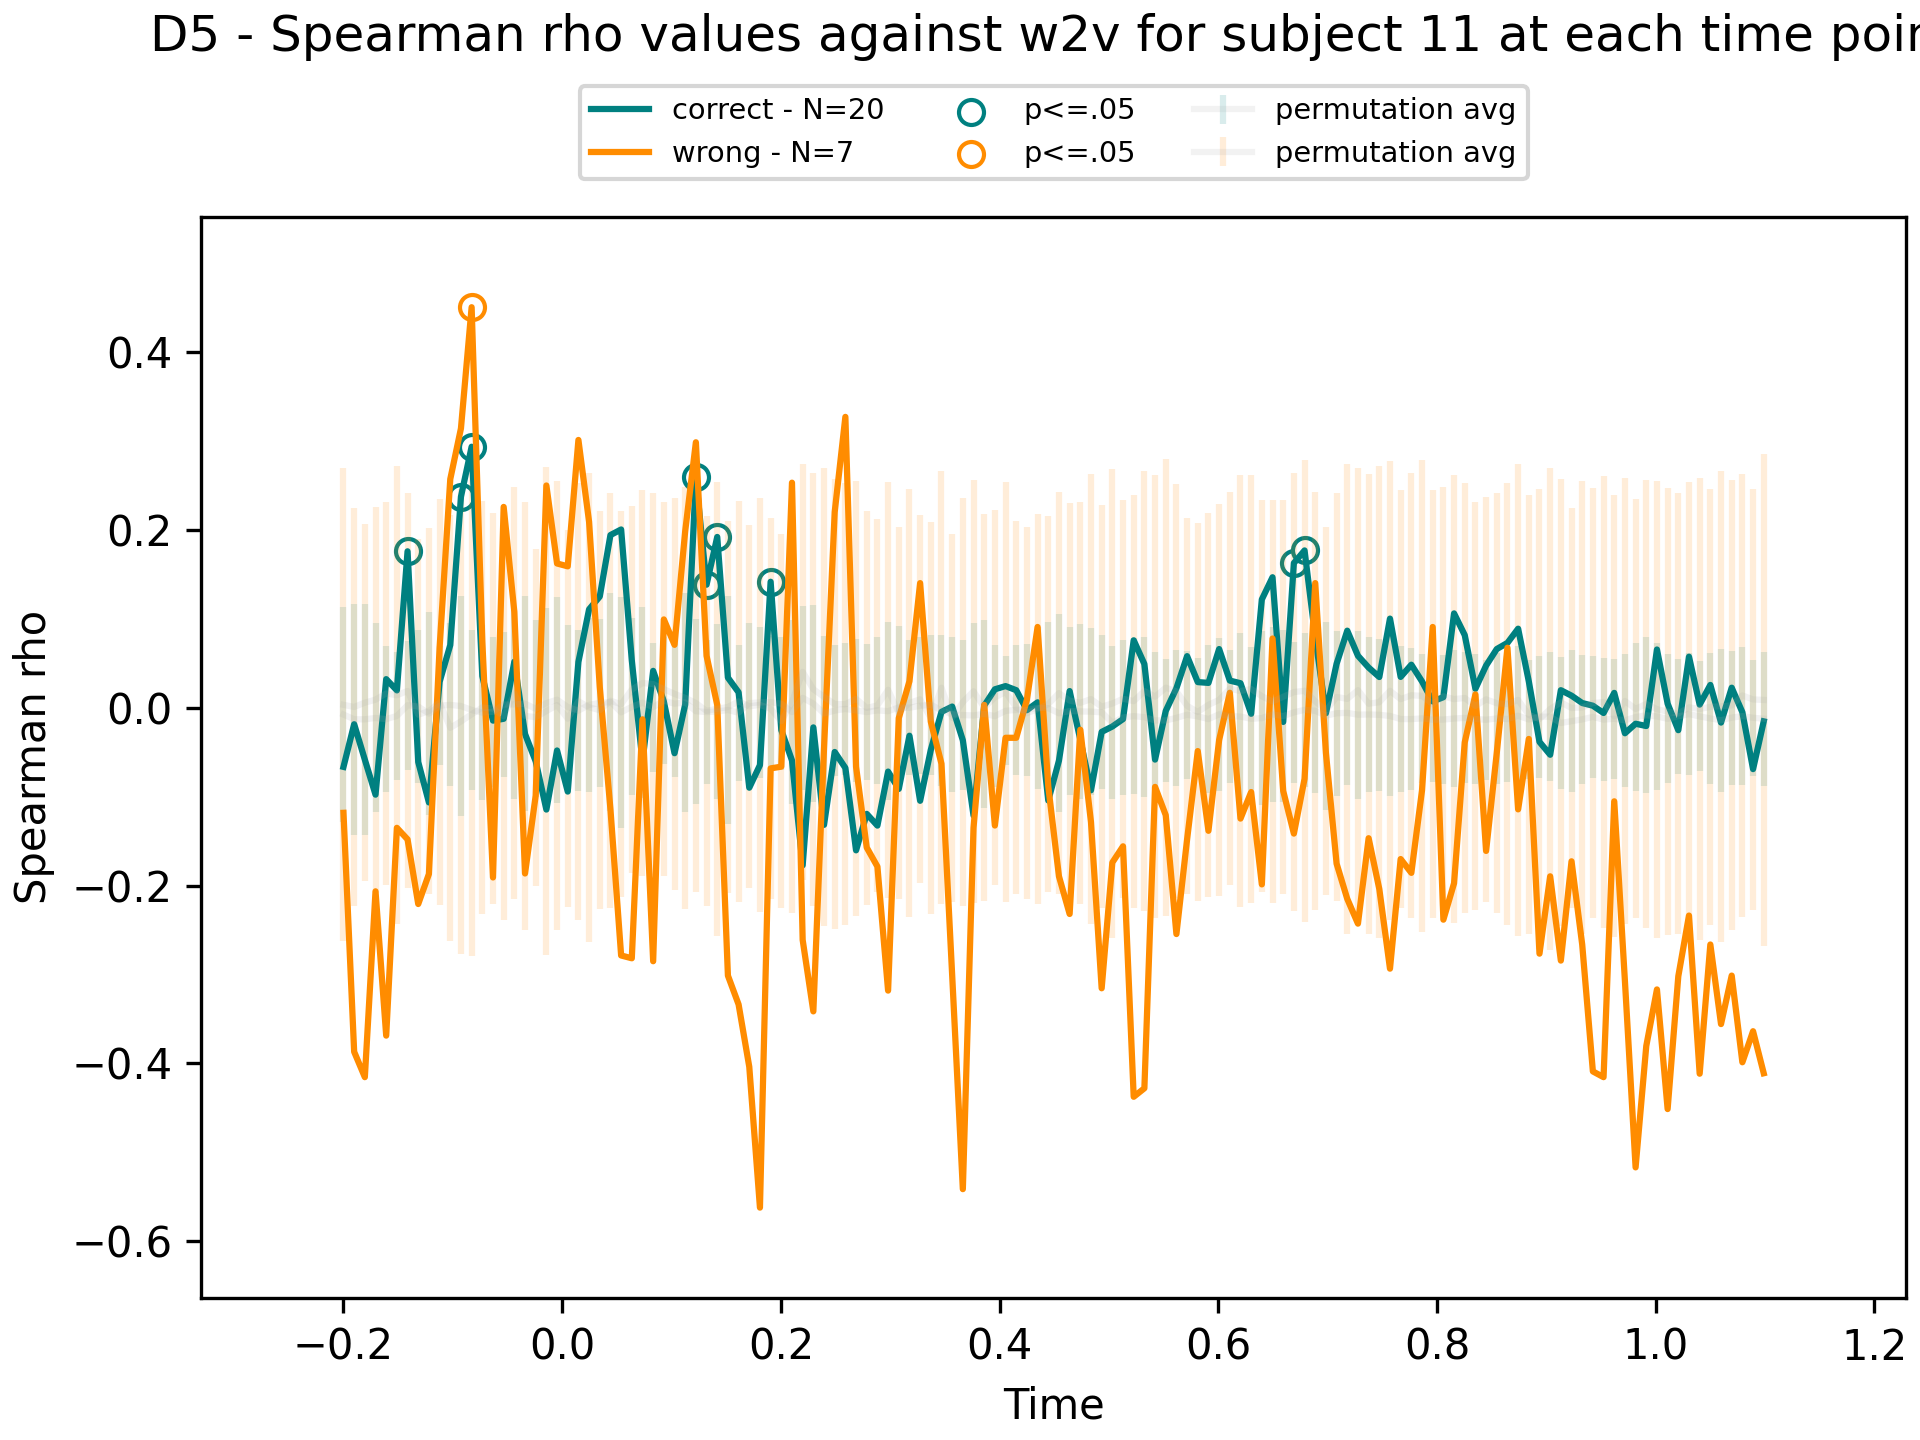 D5 - Spearman rho values against w2v for subject 11 at each time
correct - N=20 p<=.05 permutation avg
wrong - N=7 p<=.05 permutation avg
Spearman rho
0.4
0.2
0.0
−0.2
−0.4
−0.6
−0.2 0.0 0.2 0.4 0.6 0.8 1.0 1.2
Time